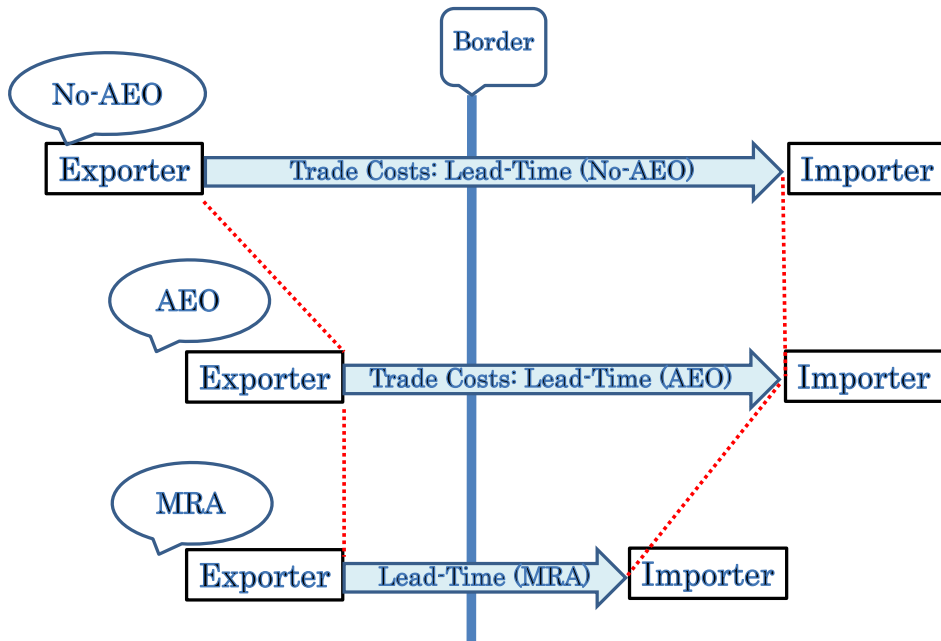 Border
No-AEO
Exporter
Trade Costs: Lead-Time (No-AEO)
Importer
AEO
Exporter
Trade Costs: Lead-Time (AEO)
Importer
MRA
Exporter
Lead-Time (MRA)
Importer